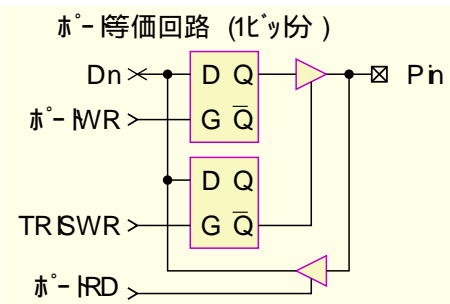 ﾎﾟｰﾄ等価回路 (1ﾋﾞｯﾄ分)
Dn
D Q
Pin
ﾎﾟｰﾄWR
G Q̅
D Q
TRISWR
G Q̅
ﾎﾟｰﾄRD